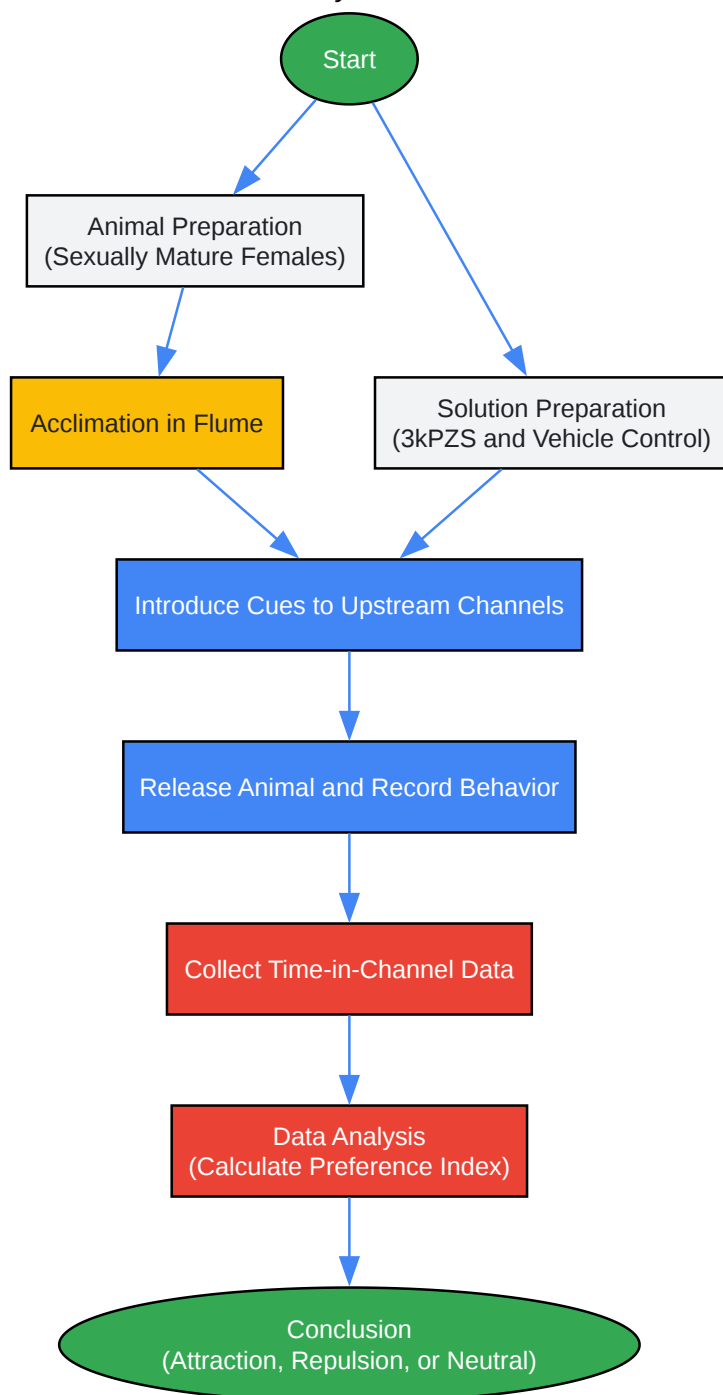 Start
Animal Preparation
(Sexually Mature Females)
Acclimation in Flume
Solution Preparation
(3kPZS and Vehicle Control)
Introduce Cues to Upstream Channels
Release Animal and Record Behavior
Collect Time-in-Channel Data
Data Analysis
(Calculate Preference Index)
Conclusion
(Attraction, Repulsion, or Neutral)